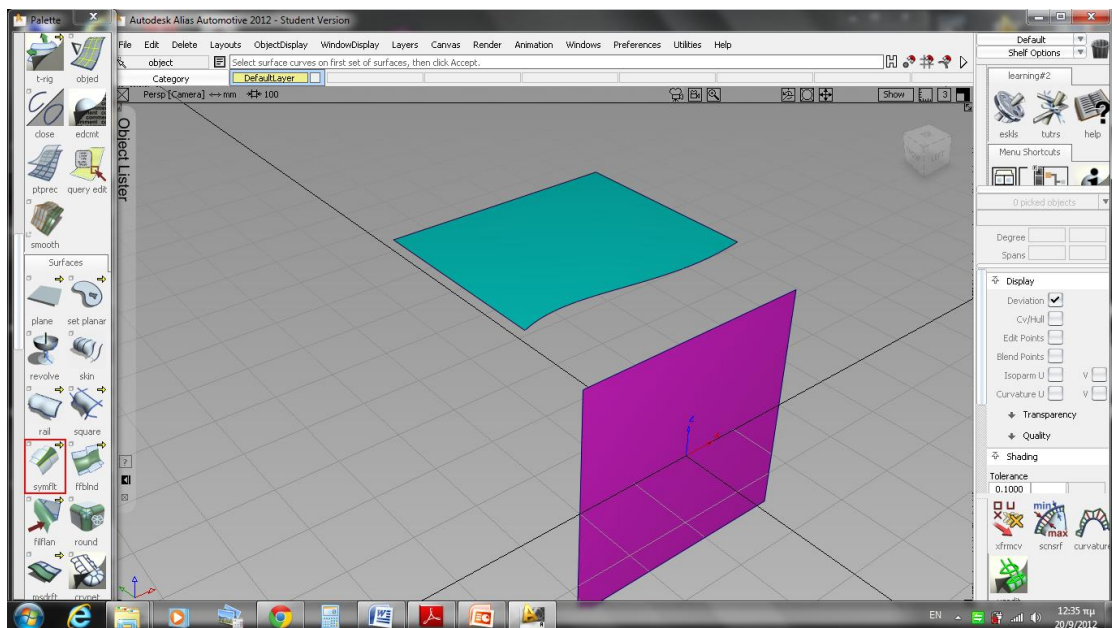 Palette
Autodesk Alias Automotive 2012 - Student Version
File Edit Delete Layouts ObjectDisplay WindowDisplay Layers Canvas Render Animation Windows Preferences Utilities Help
object Select surface curves on first set of surfaces, then click Accept.
Category DefaultLayer
Persp [Camera] mm 100 Show 3
Object Lister
t-rig objed
close edcmt
ptprec query edit
smooth
Surfaces
plane set planar
revolve skin
rail square
symflt ffblnd
filflan round
msdrft crvnet
Default
Shelf Options
learning#2
eskls tutrs help
Menu Shortcuts
0 picked objects
Degree
Spans
Display
Deviation
Cv/Hull
Edit Points
Blend Points
Isoparm U V
Curvature U V
Transparency
Quality
Shading
Tolerance
0.1000
min
max
xfrmcv scnsrf curvature
EN 12:35 πμ
20/9/2012